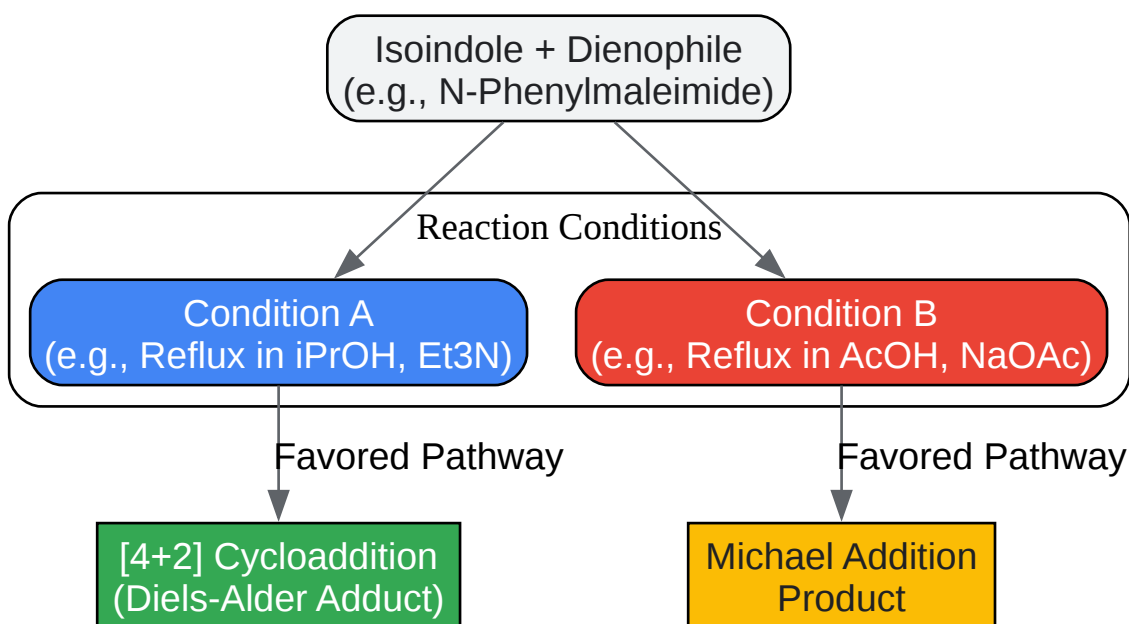 Isoindole + Dienophile
(e.g., N-Phenylmaleimide)
Reaction Conditions
Condition A
(e.g., Reflux in iPrOH, Et3N)
Condition B
(e.g., Reflux in AcOH, NaOAc)
Favored Pathway
Favored Pathway
[4+2] Cycloaddition
(Diels-Alder Adduct)
Michael Addition
Product